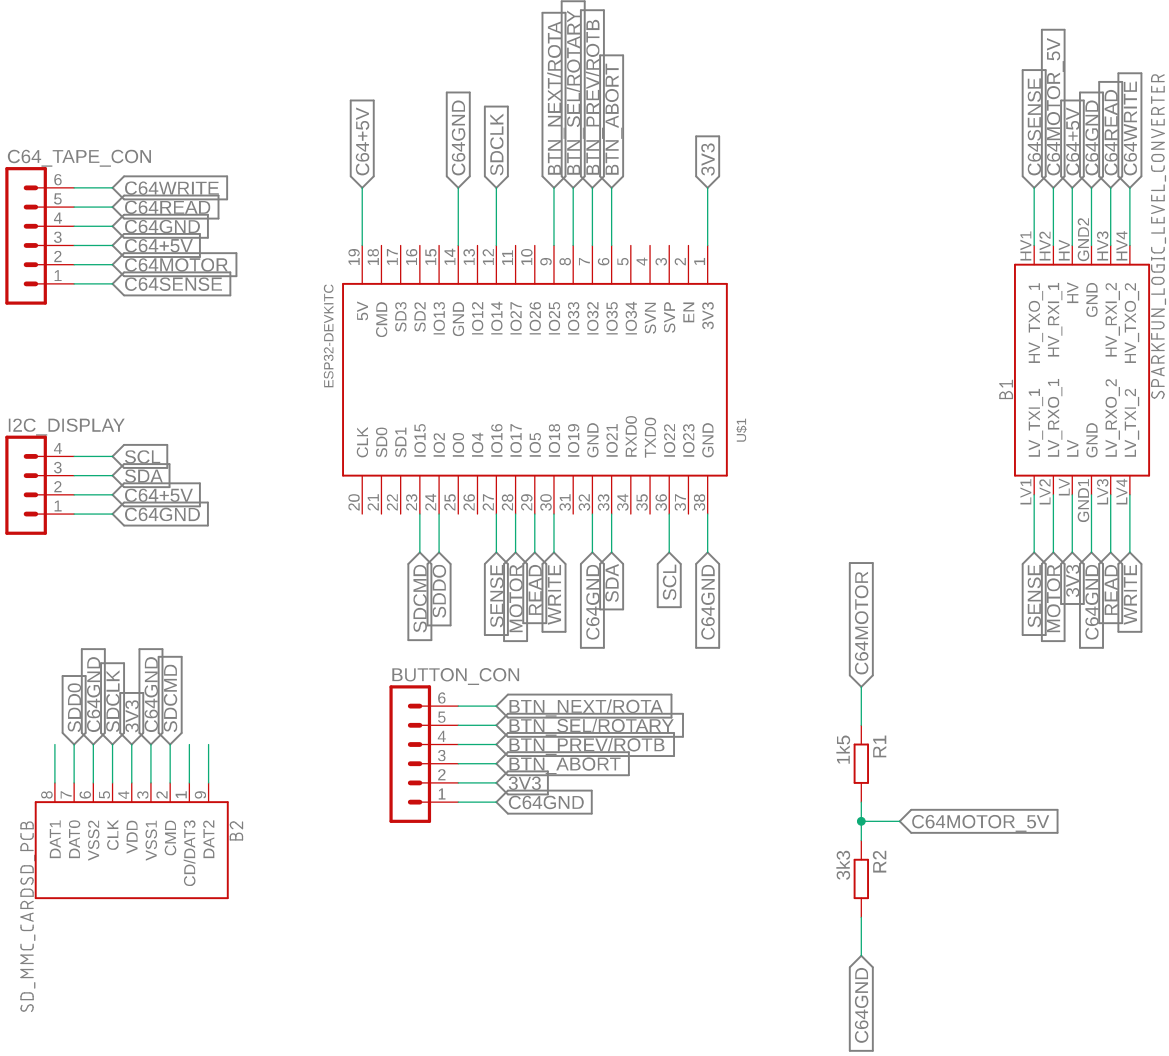 C64_TAPE_CON
6 C64WRITE
5 C64READ
4 C64GND
3 C64+5V
2 C64MOTOR
1 C64SENSE
I2C_DISPLAY
4 SCL
3 SDA
2 C64+5V
1 C64GND
SDD0
C64GND
SDCLK
3V3
C64GND
SDCMD
8 7 6 5 4 3 2 1 9
DAT1
DAT0
VSS2
CLK
VDD
VSS1
CMD
CD/DAT3
DAT2
SD_MMC_CARDSD_PCB
B2
C64+5V
C64GND
SDCLK
BTN_NEXT/ROTA
BTN_SEL/ROTARY
BTN_PREV/ROTB
BTN_ABORT
3V3
19 18 17 16 15 14 13 12 11 10 9 8 7 6 5 4 3 2 1
5V
CMD
SD3
SD2
IO13
GND
IO12
IO14
IO27
IO26
IO25
IO33
IO32
IO35
IO34
SVN
SVP
EN
3V3
ESP32-DEVKITC
U$1
CLK
SD0
SD1
IO15
IO2
IO0
IO4
IO16
IO17
IO5
IO18
IO19
GND
IO21
RXD0
TXD0
IO22
IO23
GND
20 21 22 23 24 25 26 27 28 29 30 31 32 33 34 35 36 37 38
SDCMD
SDDO
SENSE
MOTOR
READ
WRITE
C64GND
SDA
SCL
C64GND
BUTTON_CON
6 BTN_NEXT/ROTA
5 BTN_SEL/ROTARY
4 BTN_PREV/ROTB
3 BTN_ABORT
2 3V3
1 C64GND
C64SENSE
C64MOTOR_5V
C64+5V
C64GND
C64READ
C64WRITE
HV1
HV2
HV
GND2
HV3
HV4
HV_TXO_1
HV_RXI_1
HV
GND
HV_RXI_2
HV_TXO_2
B1
SPARKFUN_LOGIC_LEVEL_CONVERTER
LV_TXI_1
LV_RXO_1
LV
GND
LV_RXO_2
LV_TXI_2
LV1
LV2
LV
GND1
LV3
LV4
SENSE
MOTOR
3V3
C64GND
READ
WRITE
C64MOTOR
1k5 R1
C64MOTOR_5V
3k3 R2
C64GND